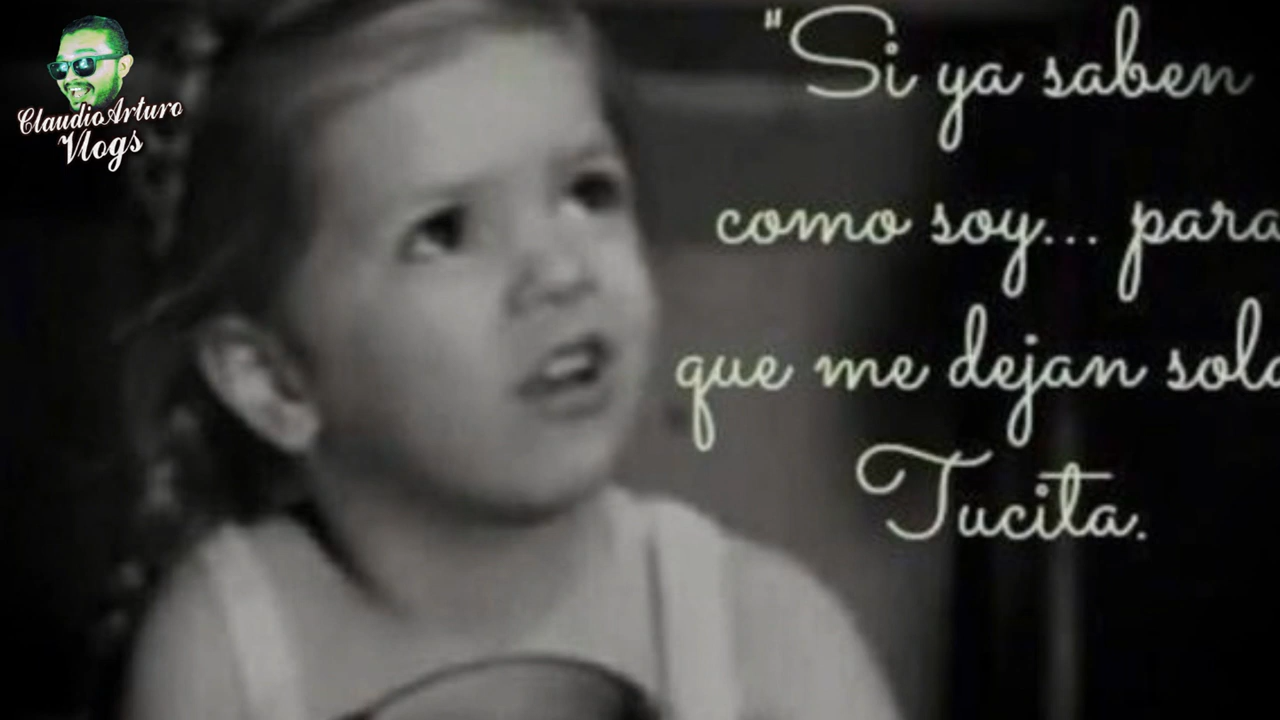 ClaudioArturo
Vlogs
"Si ya saben
como soy... para
que me dejan sola
Tucita.